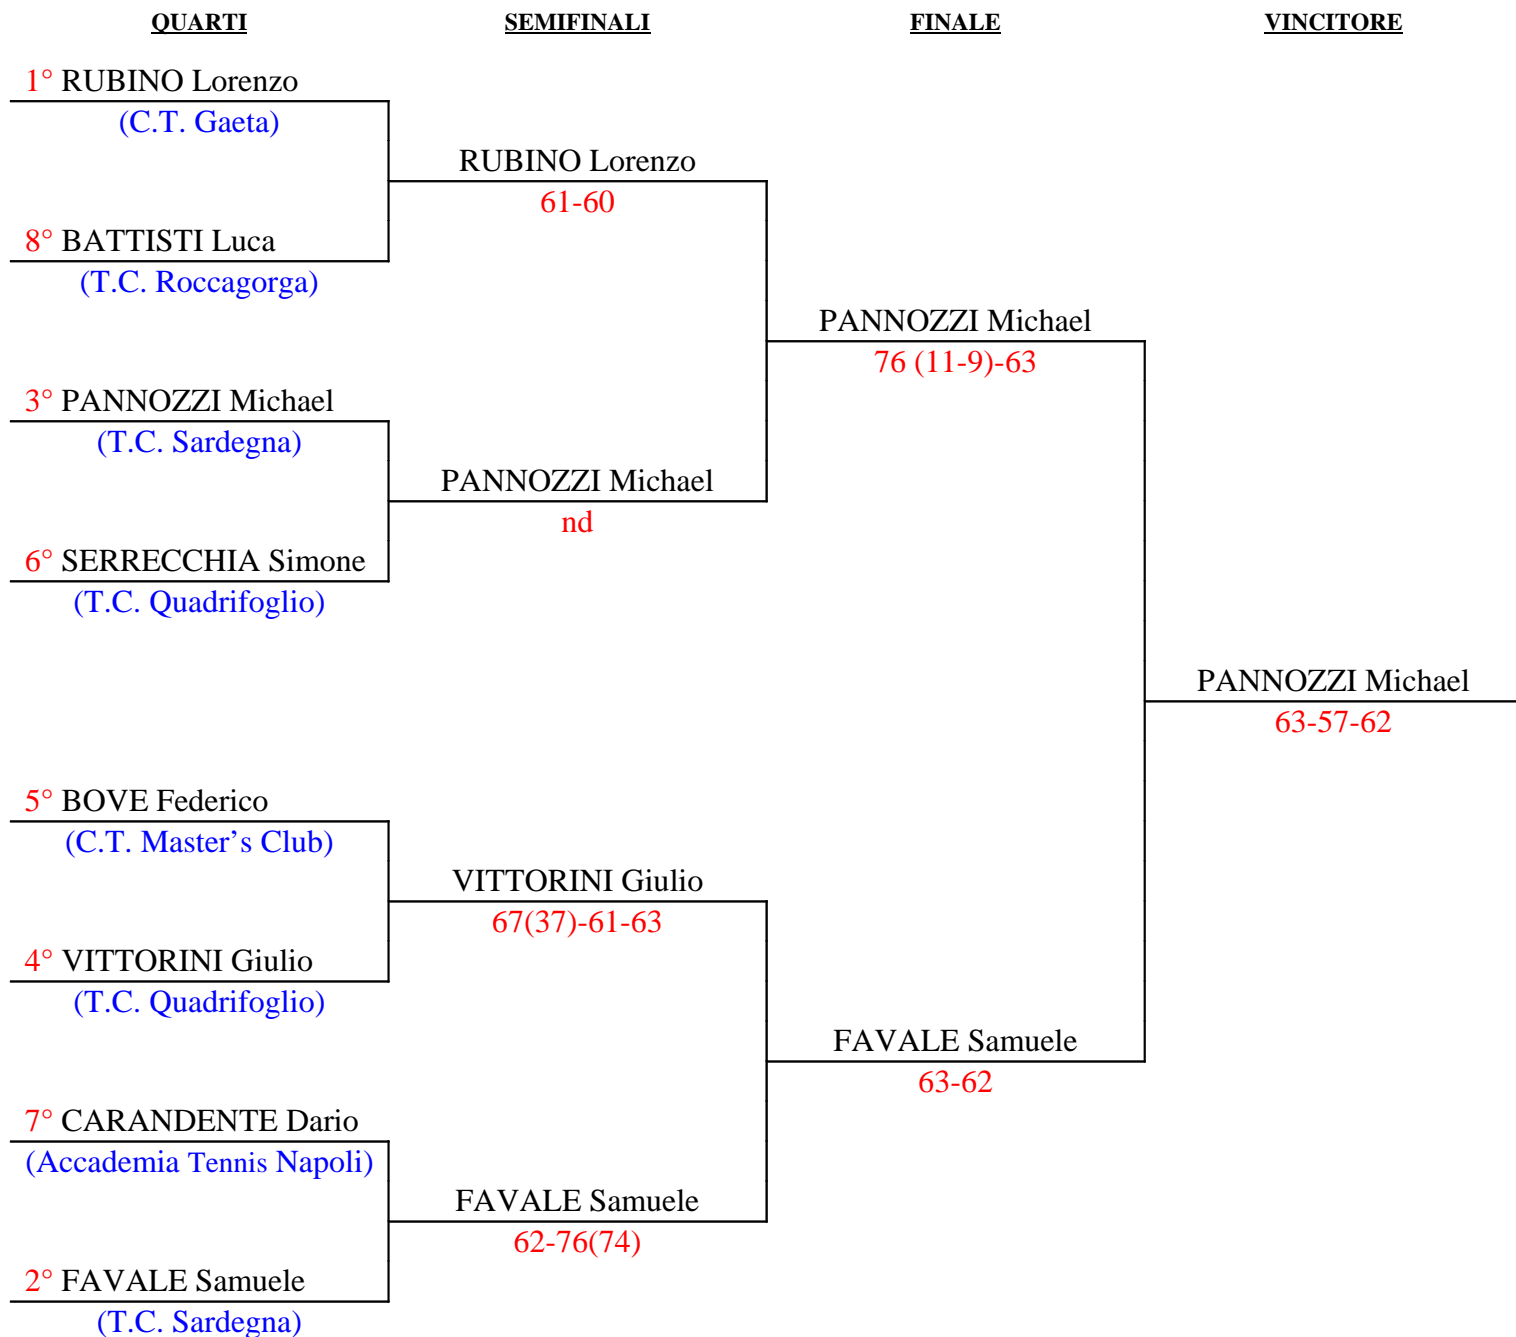 QUARTI SEMIFINALI FINALE VINCITORE
1° RUBINO Lorenzo
(C.T. Gaeta)
RUBINO Lorenzo
61-60
8° BATTISTI Luca
(T.C. Roccagorga)
PANNOZZI Michael
76 (11-9)-63
3° PANNOZZI Michael
(T.C. Sardegna)
PANNOZZI Michael
nd
6° SERRECCHIA Simone
(T.C. Quadrifoglio)
PANNOZZI Michael
63-57-62
5° BOVE Federico
(C.T. Master’s Club)
VITTORINI Giulio
67(37)-61-63
4° VITTORINI Giulio
(T.C. Quadrifoglio)
FAVALE Samuele
63-62
7° CARANDENTE Dario
(Accademia Tennis Napoli)
FAVALE Samuele
62-76(74)
2° FAVALE Samuele
(T.C. Sardegna)